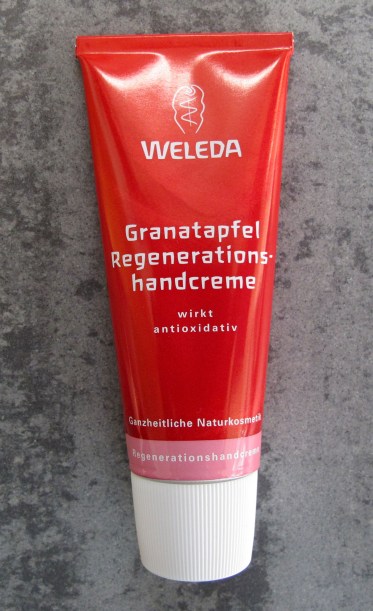 WELEDA
Granatapfel
Regenerations-
handcreme
wirkt
antioxidativ
Ganzheitliche Naturkosmetik
Regenerationshandcreme